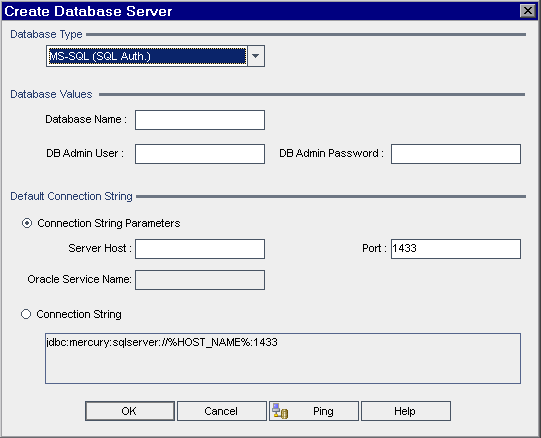 Create Database Server
Database Type
MS-SQL (SQL Auth.)
Database Values
Database Name :
DB Admin User : DB Admin Password :
Default Connection String
Connection String Parameters
Server Host : Port : 1433
Oracle Service Name:
Connection String
jdbc:mercury:sqlserver://%HOST_NAME%:1433
OK Cancel Ping Help